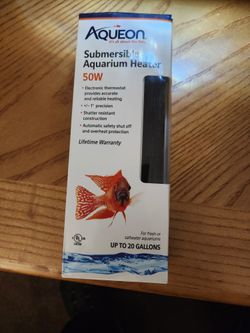 AQUEON
Submersible
Aquarium Heater
50W
• Electronic thermostat
provides accurate
and reliable heating
• +/- 1° precision
• Shatter resistant
construction
• Automatic safety shut off
and overheat protection
Lifetime Warranty
For fresh or
saltwater aquariums
UP TO 20 GALLONS